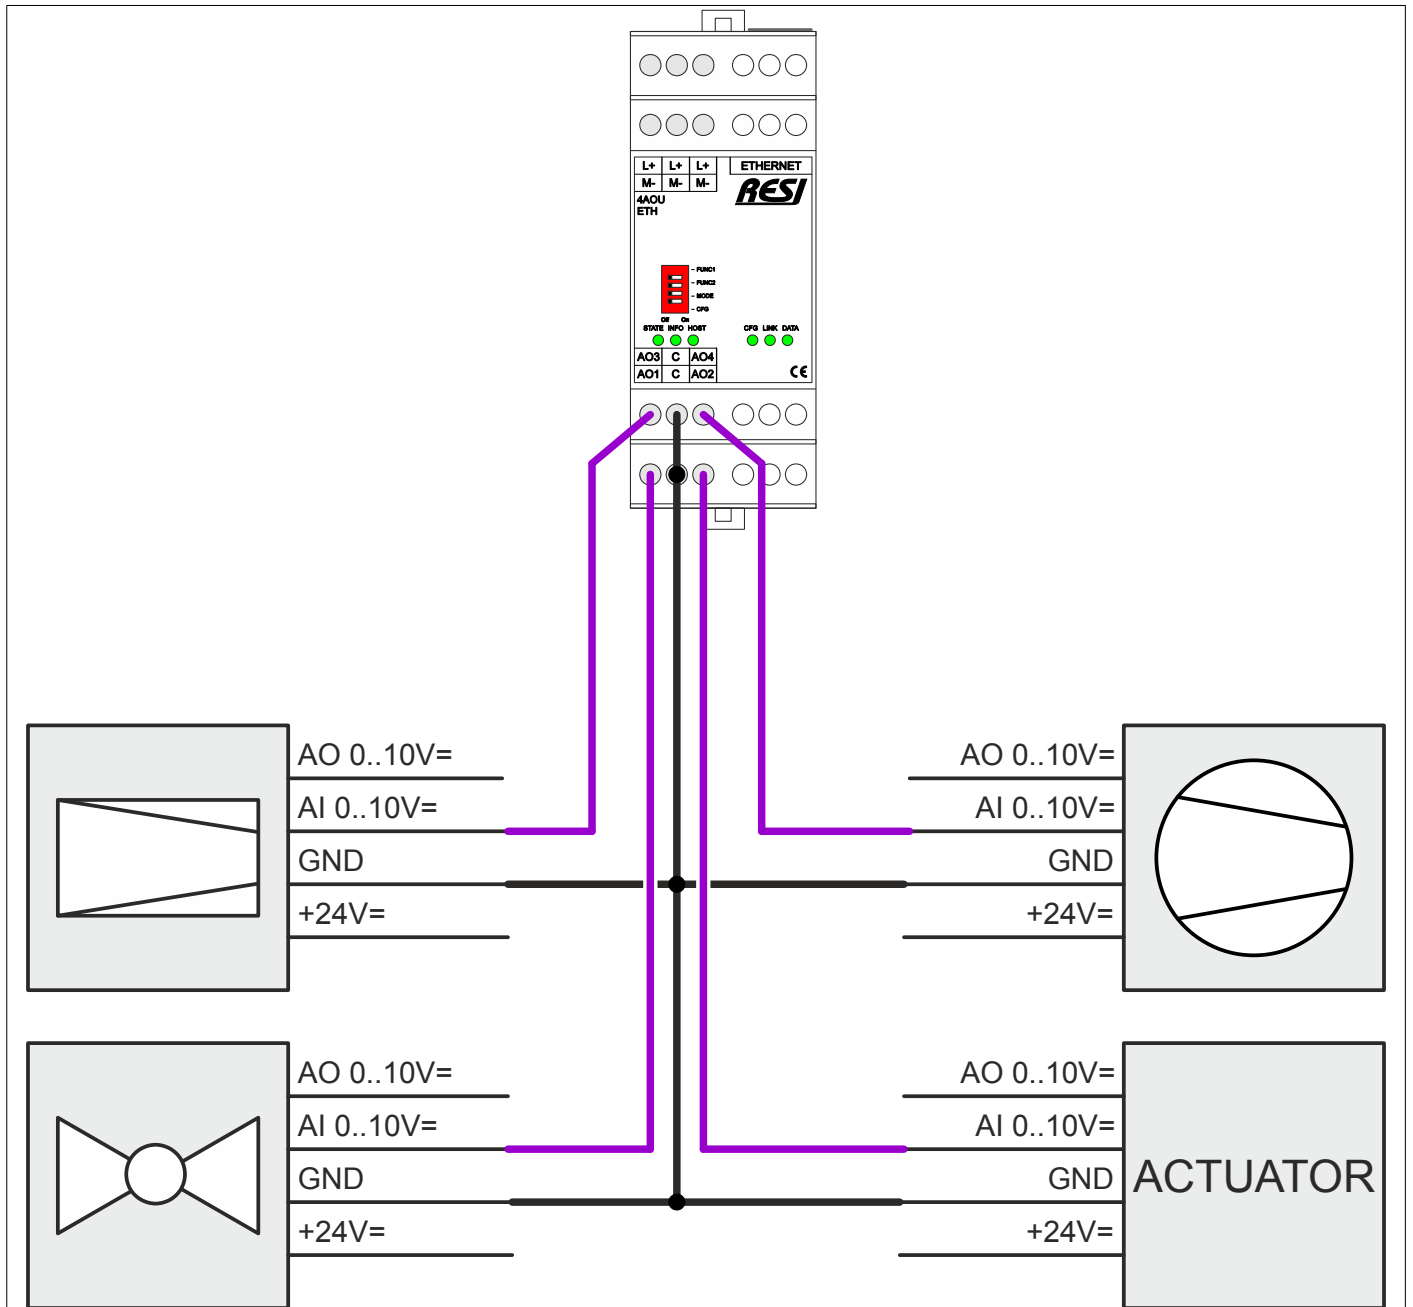 L+ L+ L+ ETHERNET
M- M- M- RESI
4AOU
ETH
FUNC1
FUNC2
MODE
CFG
Off On
STATE INFO HOST CFG LINK DATA
AO3 C AO4
AO1 C AO2 CE
AO 0..10V= AO 0..10V=
AI 0..10V= AI 0..10V=
GND GND
+24V= +24V=
AO 0..10V= AO 0..10V=
AI 0..10V= AI 0..10V=
GND GND ACTUATOR
+24V= +24V=